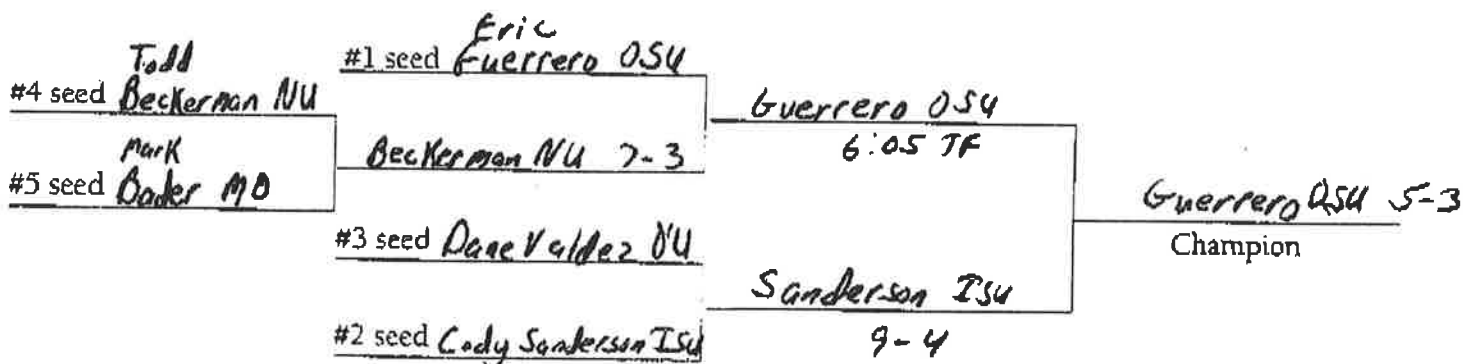 Todd
#4 seed Beckerman NU
Mark
#5 seed Bader MO
Eric
#1 seed Guerrero OSU
Beckerman NU 7-3
#3 seed Dane Valdez OU
#2 seed Cody Sanderson ISU
Guerrero OSU
6:05 TF
Sanderson ISU
9-4
Guerrero OSU 5-3
Champion